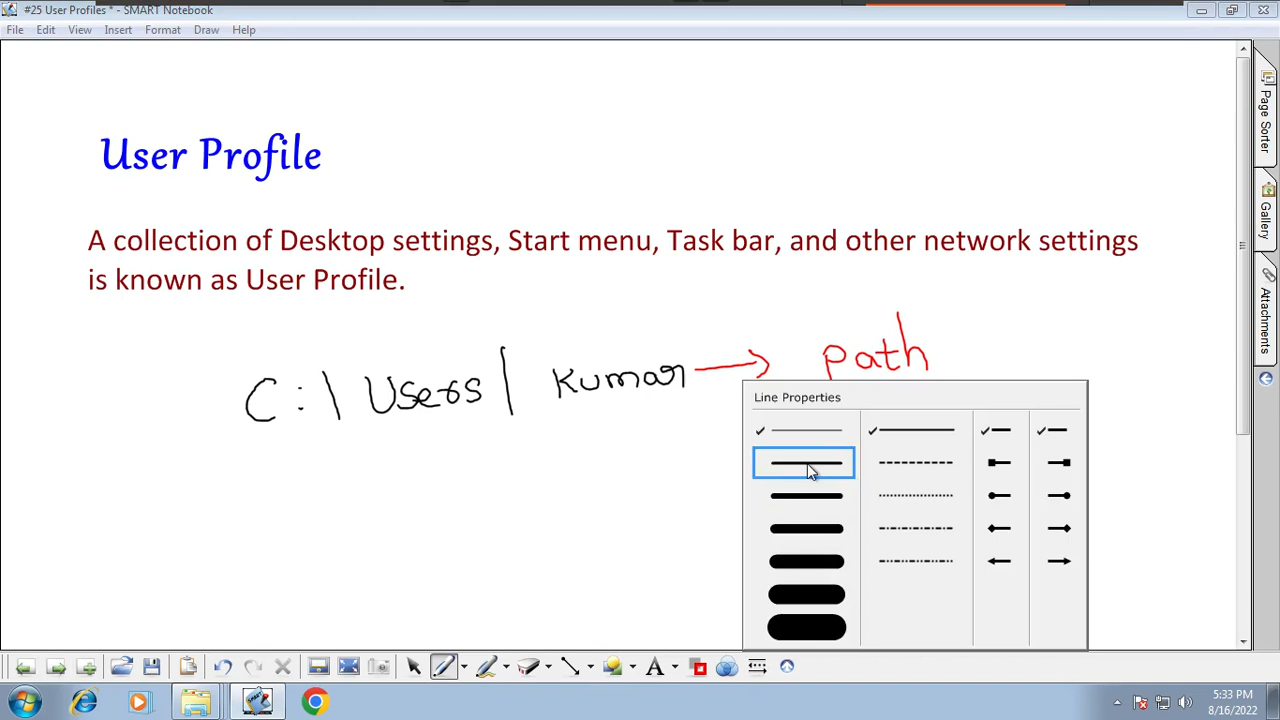 #25 User Profiles * - SMART Notebook
File Edit View Insert Format Draw Help
User Profile
A collection of Desktop settings, Start menu, Task bar, and other network settings
is known as User Profile.
C:\ Users | Kumar → path
Line Properties
Page Sorter
Gallery
Attachments
A
5:33 PM
8/16/2022